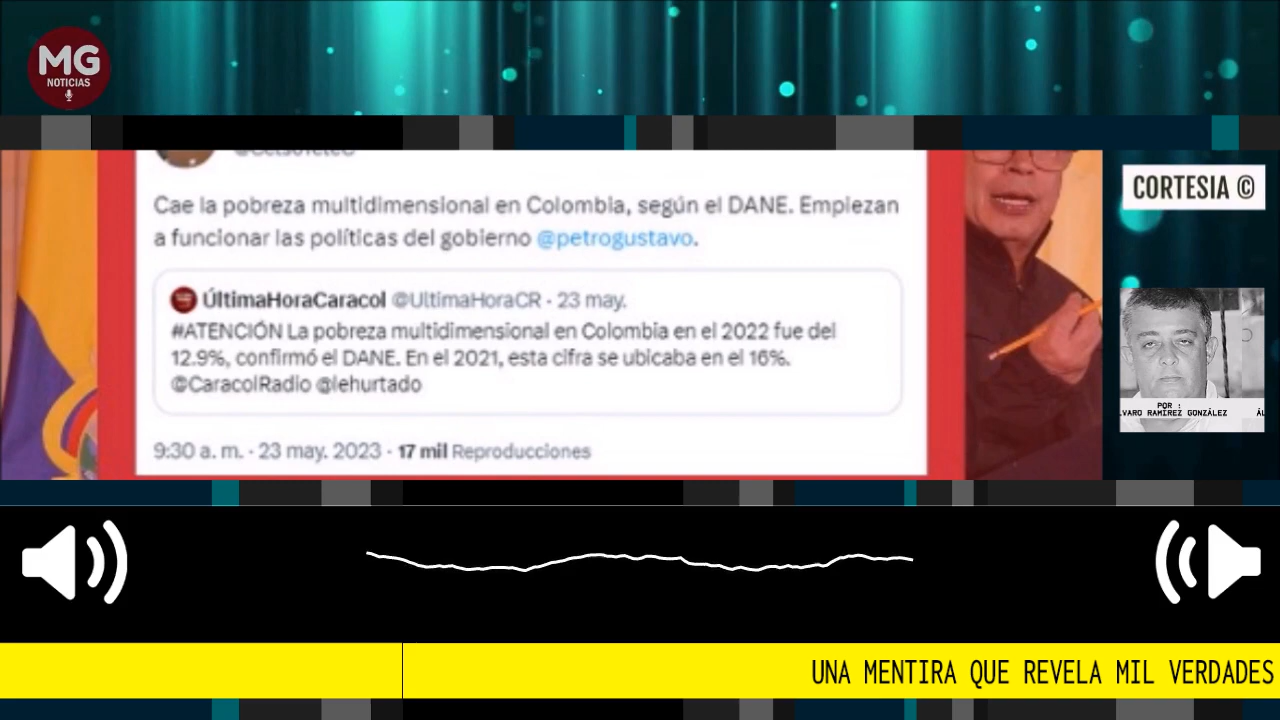 MG
NOTICIAS
Cae la pobreza multidimensional en Colombia, según el DANE. Empiezan
a funcionar las políticas del gobierno @petrogustavo.
ÚltimaHoraCaracol @UltimaHoraCR · 23 may.
#ATENCIÓN La pobreza multidimensional en Colombia en el 2022 fue del
12.9%, confirmó el DANE. En el 2021, esta cifra se ubicaba en el 16%.
@CaracolRadio @lehurtado
9:30 a. m. · 23 may. 2023 · 17 mil Reproducciones
CORTESIA ©
POR :
LVARO RAMÍREZ GONZÁLEZ ÁL
UNA MENTIRA QUE REVELA MIL VERDADES